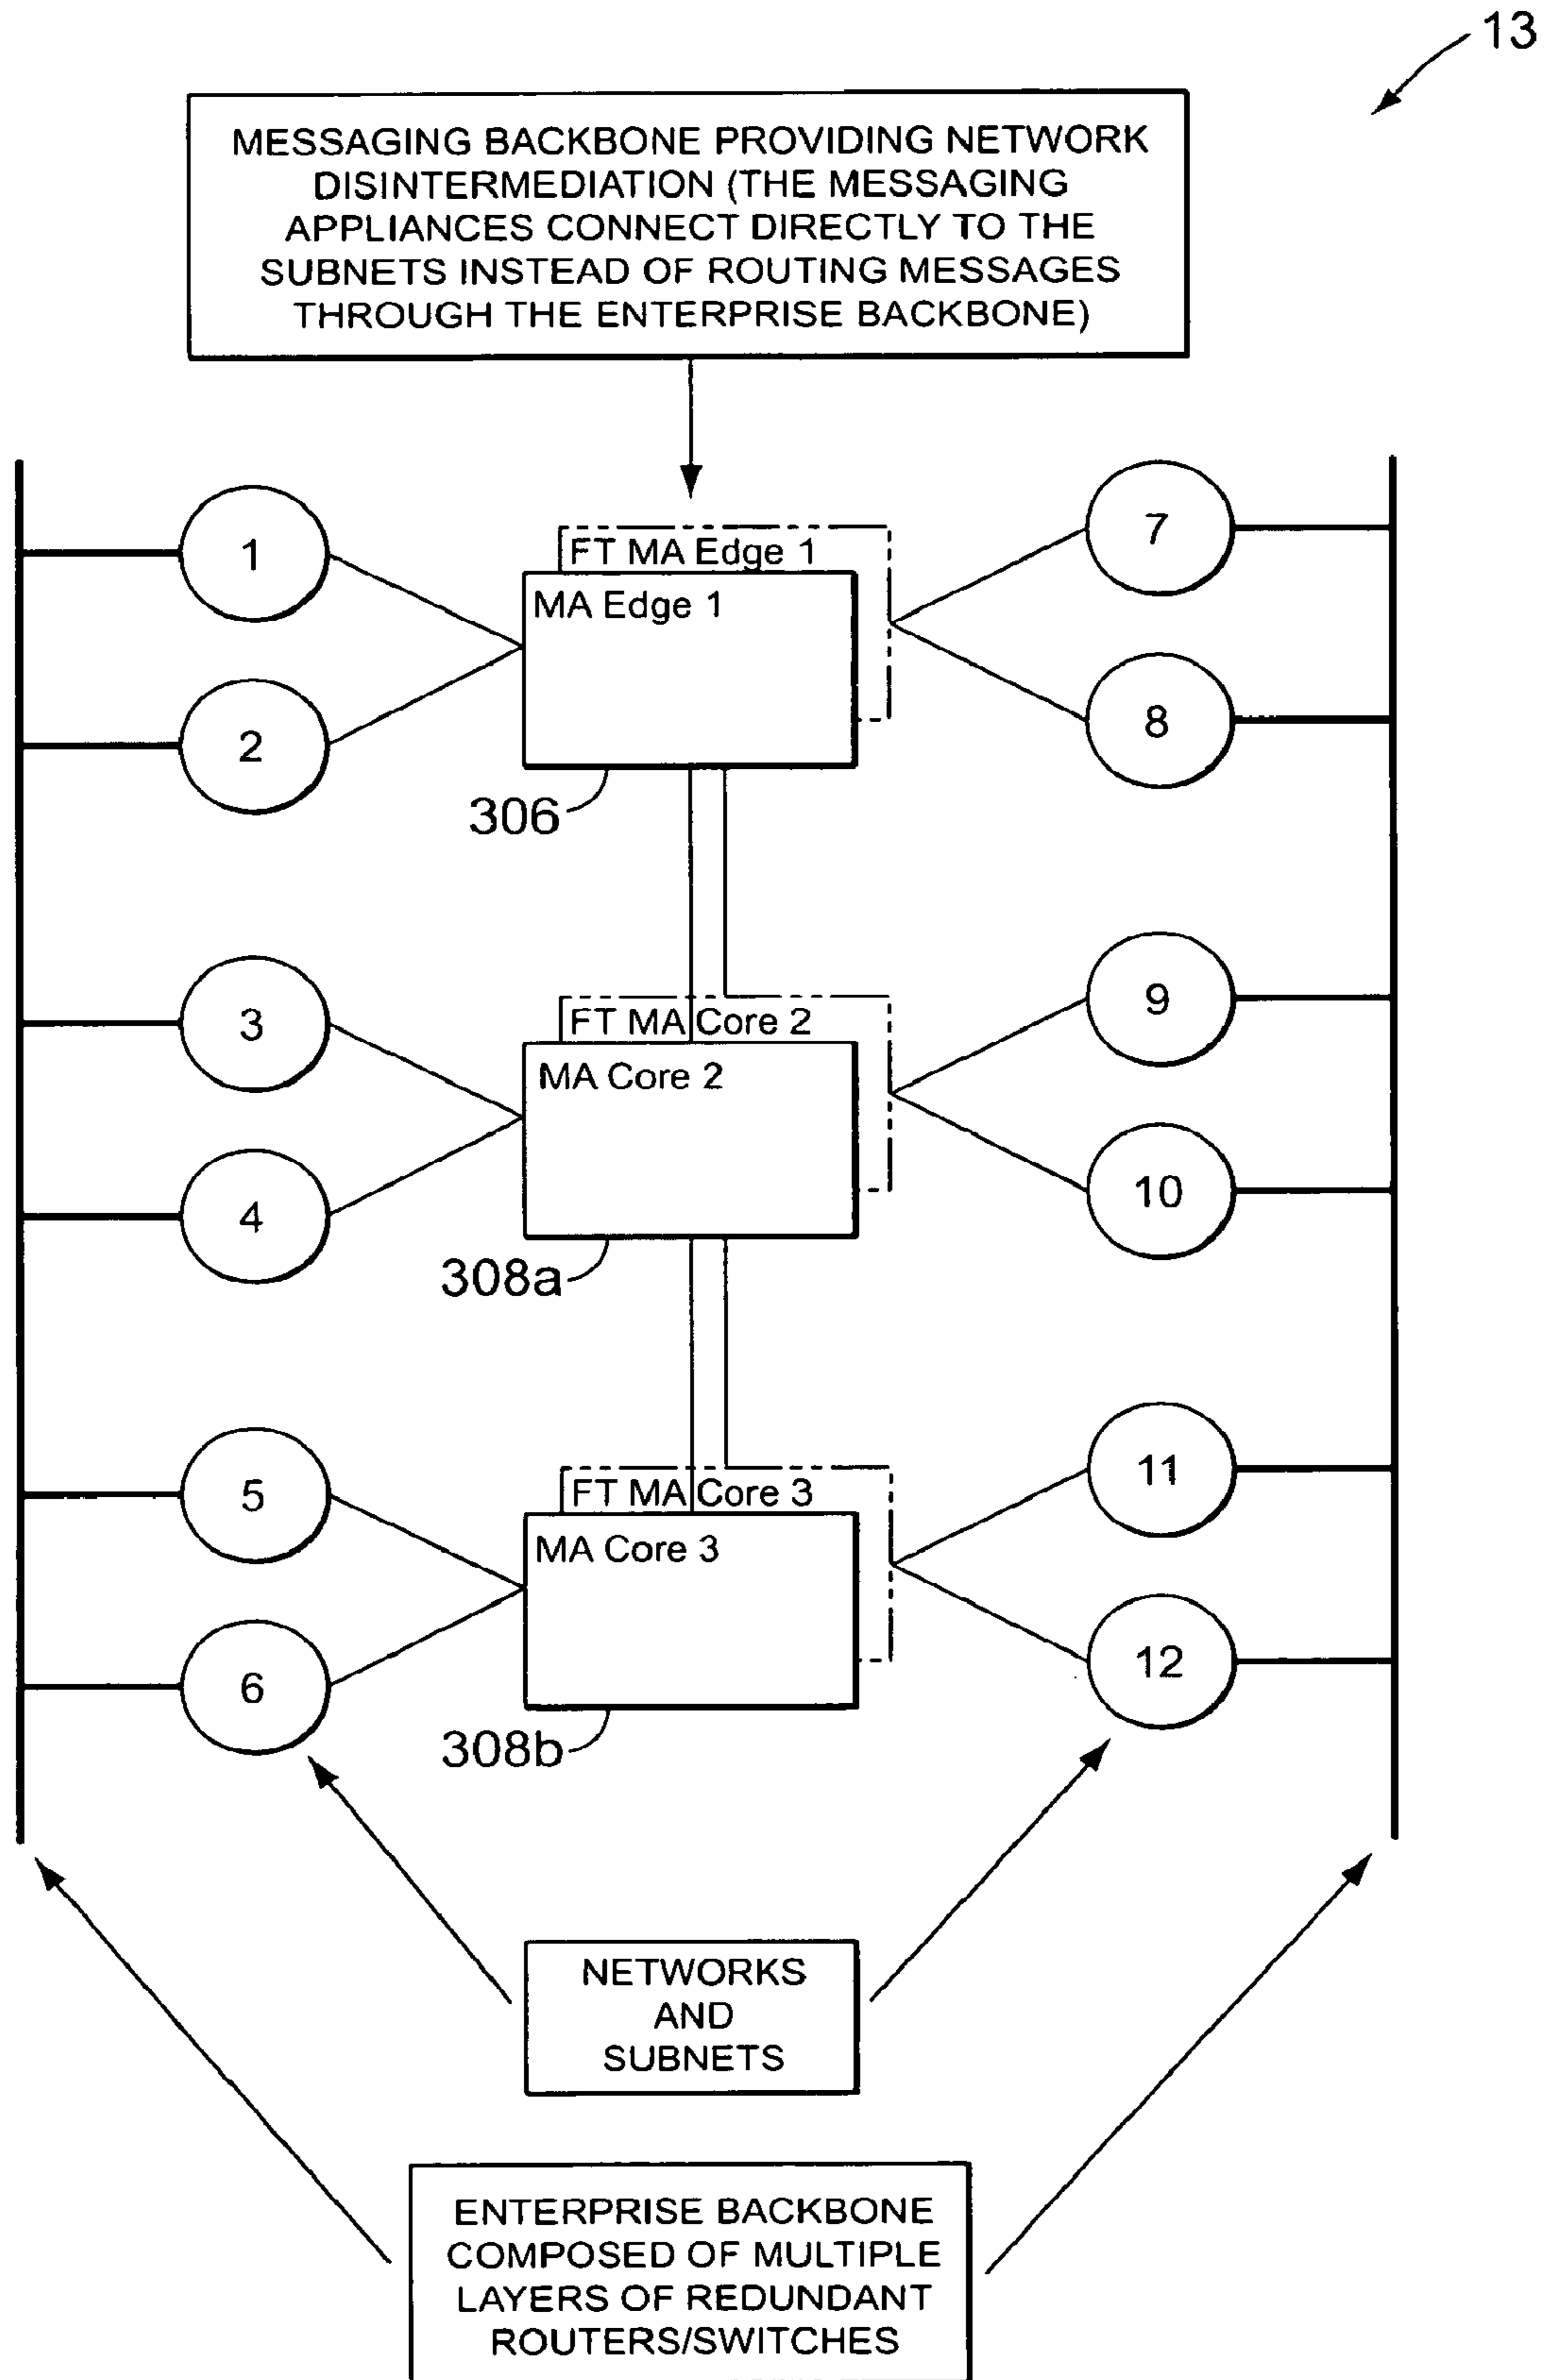 13
MESSAGING BACKBONE PROVIDING NETWORK
DISINTERMEDIATION (THE MESSAGING
APPLIANCES CONNECT DIRECTLY TO THE
SUBNETS INSTEAD OF ROUTING MESSAGES
THROUGH THE ENTERPRISE BACKBONE)
1
FT MA Edge 1
7
MA Edge 1
2
8
306
3
FT MA Core 2
9
MA Core 2
4
10
308a
5
FT MA Core 3
11
MA Core 3
6
12
308b
NETWORKS
AND
SUBNETS
ENTERPRISE BACKBONE
COMPOSED OF MULTIPLE
LAYERS OF REDUNDANT
ROUTERS/SWITCHES